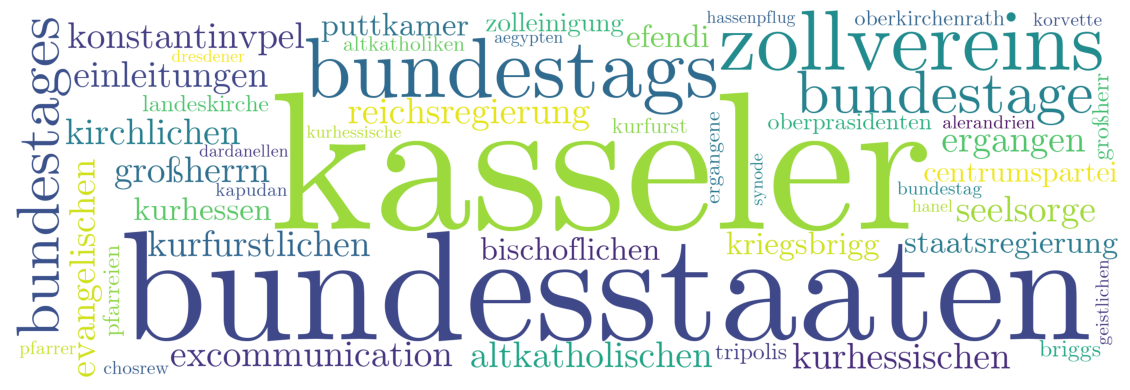 hassenpflug
oberkirchenrath
korvette
puttkamer
zolleinigung
konstantinvpel
altkatholiken
aegypten
efendi
zollvereins
bundestages
dresdener
bundestags
einleitungen
bundestage
großherr
landeskirche
reichsregierung
kasseler
kirchlichen
kurhessische
kurfurst
ergangene
oberprasidenten
alerandrien
ergangen
dardanellen
großherrn
synode
centrumspartei
kapudan
bundestag
evangelischen
kurhessen
hanel
seelsorge
kurfurstlichen
bischoflichen
kriegsbrigg
staatsregierung
pfarreien
bundesstaaten
geistlichen
pfarrer
excommunication
altkatholischen
tripolis
kurhessischen
briggs
chosrew